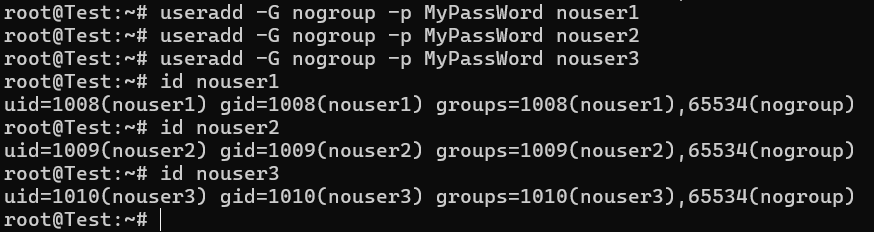 root@Test:~# useradd -G nogroup -p MyPassWord nouser1
root@Test:~# useradd -G nogroup -p MyPassWord nouser2
root@Test:~# useradd -G nogroup -p MyPassWord nouser3
root@Test:~# id nouser1
uid=1008(nouser1) gid=1008(nouser1) groups=1008(nouser1),65534(nogroup)
root@Test:~# id nouser2
uid=1009(nouser2) gid=1009(nouser2) groups=1009(nouser2),65534(nogroup)
root@Test:~# id nouser3
uid=1010(nouser3) gid=1010(nouser3) groups=1010(nouser3),65534(nogroup)
root@Test:~#